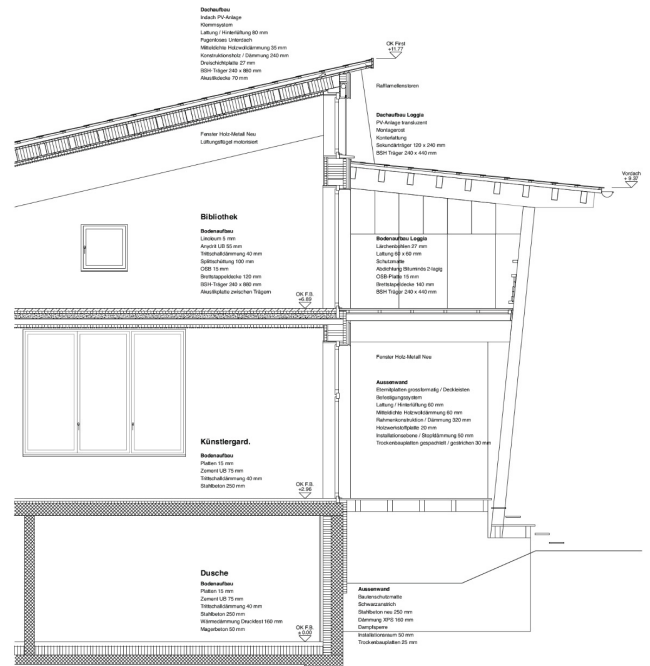 Dachaufbau
Indach PV-Anlage
Klemmsystem
Lattung / Hinterlüftung 80 mm
Fugenloses Unterdach
Mitteldichte Holzwolldämmung 35 mm
Konstruktionsholz / Dämmung 240 mm
Dreischichtplatte 27 mm
BSH-Träger 240 x 880 mm
Akustikdecke 70 mm
OK First
+11.77
Rafflamellenstoren
Fenster Holz-Metall Neu
Lüftungsflügel motorisiert
Dachaufbau Loggia
PV-Anlage transluzent
Montagerost
Konterlattung
Sekundärträger 120 x 240 mm
BSH Träger 240 x 440 mm
Vordach
+ 9.37
Bibliothek
Bodenaufbau
Linoleum 5 mm
Anydrit UB 55 mm
Trittschalldämmung 40 mm
Splittschüttung 100 mm
OSB 15 mm
Brettstappeldecke 120 mm
BSH-Träger 240 x 880 mm
Akustikplatte zwischen Trägern
Bodenaufbau Loggia
Lärchenbohlen 27 mm
Lattung 60 x 60 mm
Schutzmatte
Abdichtung Bituminös 2-lagig
OSB-Platte 15 mm
Brettstapeldecke 140 mm
BSH Träger 240 x 440 mm
OK F.B.
+6.89
Fenster Holz-Metall Neu
Aussenwand
Eternitplatten grossformatig / Deckleisten
Befestigungssystem
Lattung / Hinterlüftung 60 mm
Mitteldichte Holzwolldämmung 60 mm
Rahmenkonstruktion / Dämmung 320 mm
Holzwerkstoffplatte 20 mm
Installationsebene / Stopfdämmung 60 mm
Trockenbauplatten gespachtelt / gestrichen 30 mm
Künstlergard.
Bodenaufbau
Platten 15 mm
Zement UB 75 mm
Trittschalldämmung 40 mm
Stahlbeton 250 mm
OK F.B.
+2.96
Dusche
Bodenaufbau
Platten 15 mm
Zement UB 75 mm
Trittschalldämmung 40 mm
Stahlbeton 250 mm
Wärmedämmung Druckfest 160 mm
Magerbeton 50 mm
OK F.B.
± 0.00
Aussenwand
Bautenschutzmatte
Schwarzanstrich
Stahlbeton neu 250 mm
Dämmung XPS 160 mm
Dampfsperre
Installationsraum 50 mm
Trockenbauplatten 25 mm